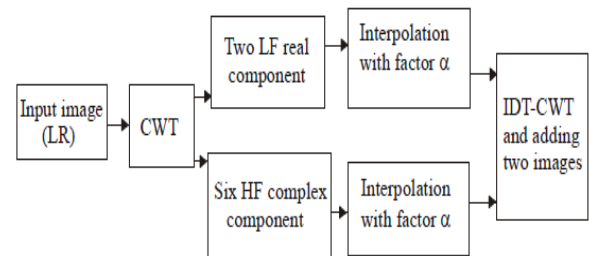 Input image
(LR)
CWT
Two LF real
component
Interpolation
with factor α
Six HF complex
component
Interpolation
with factor α
IDT-CWT
and adding
two images